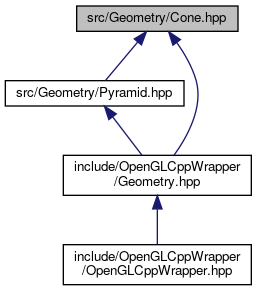 src/Geometry/Cone.hpp
src/Geometry/Pyramid.hpp
include/OpenGLCppWrapper
/Geometry.hpp
include/OpenGLCppWrapper
/OpenGLCppWrapper.hpp